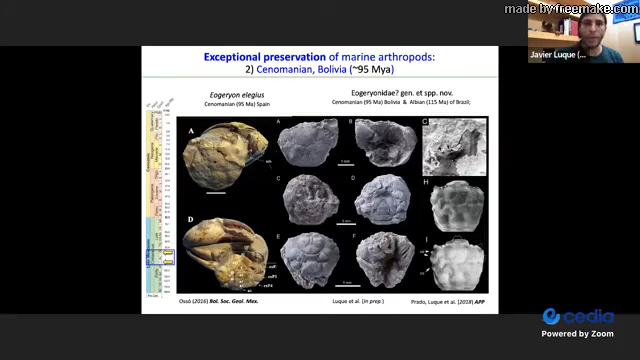 made by freemake.com
Exceptional preservation of marine arthropods:
2) Cenomanian, Bolivia (~95 Mya)
Javier Luque (...
Eogeryon elegius
Cenomanian (95 Ma) Spain
Eogeryonidae? gen. et spp. nov.
Cenomanian (95 Ma) Bolivia & Albian (115 Ma) of Brazil;
A
A
B
C
C
D
H
D
E
F
I
Ossó (2016) Bol. Soc. Geol. Mex.
Luque et al. (in prep.)
Prado, Luque et al. (2018) APP
cedia
Powered by Zoom